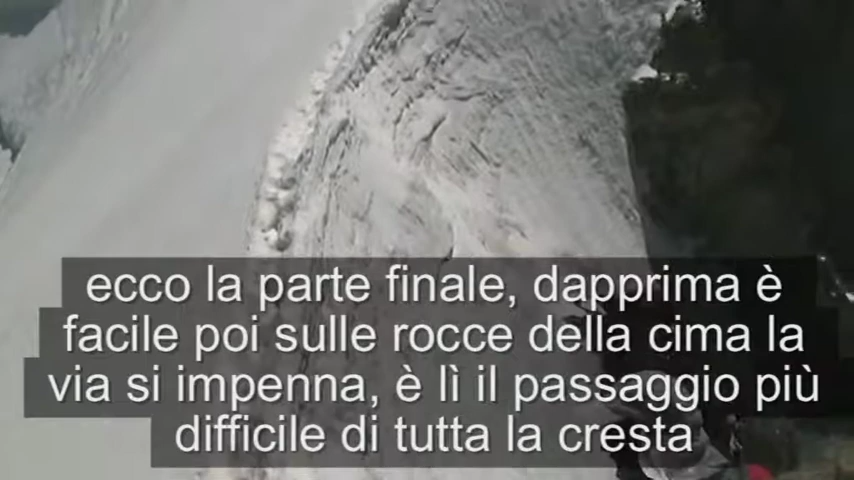 ecco la parte finale, dapprima è
facile poi sulle rocce della cima la
via si impenna, è lì il passaggio più
difficile di tutta la cresta